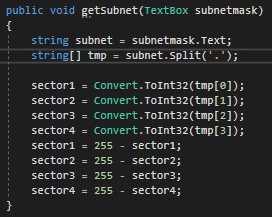 public void getSubnet(TextBox subnetmask)
{
string subnet = subnetmask.Text;
string[] tmp = subnet.Split('.');
sector1 = Convert.ToInt32(tmp[0]);
sector2 = Convert.ToInt32(tmp[1]);
sector3 = Convert.ToInt32(tmp[2]);
sector4 = Convert.ToInt32(tmp[3]);
sector1 = 255 - sector1;
sector2 = 255 - sector2;
sector3 = 255 - sector3;
sector4 = 255 - sector4;
}